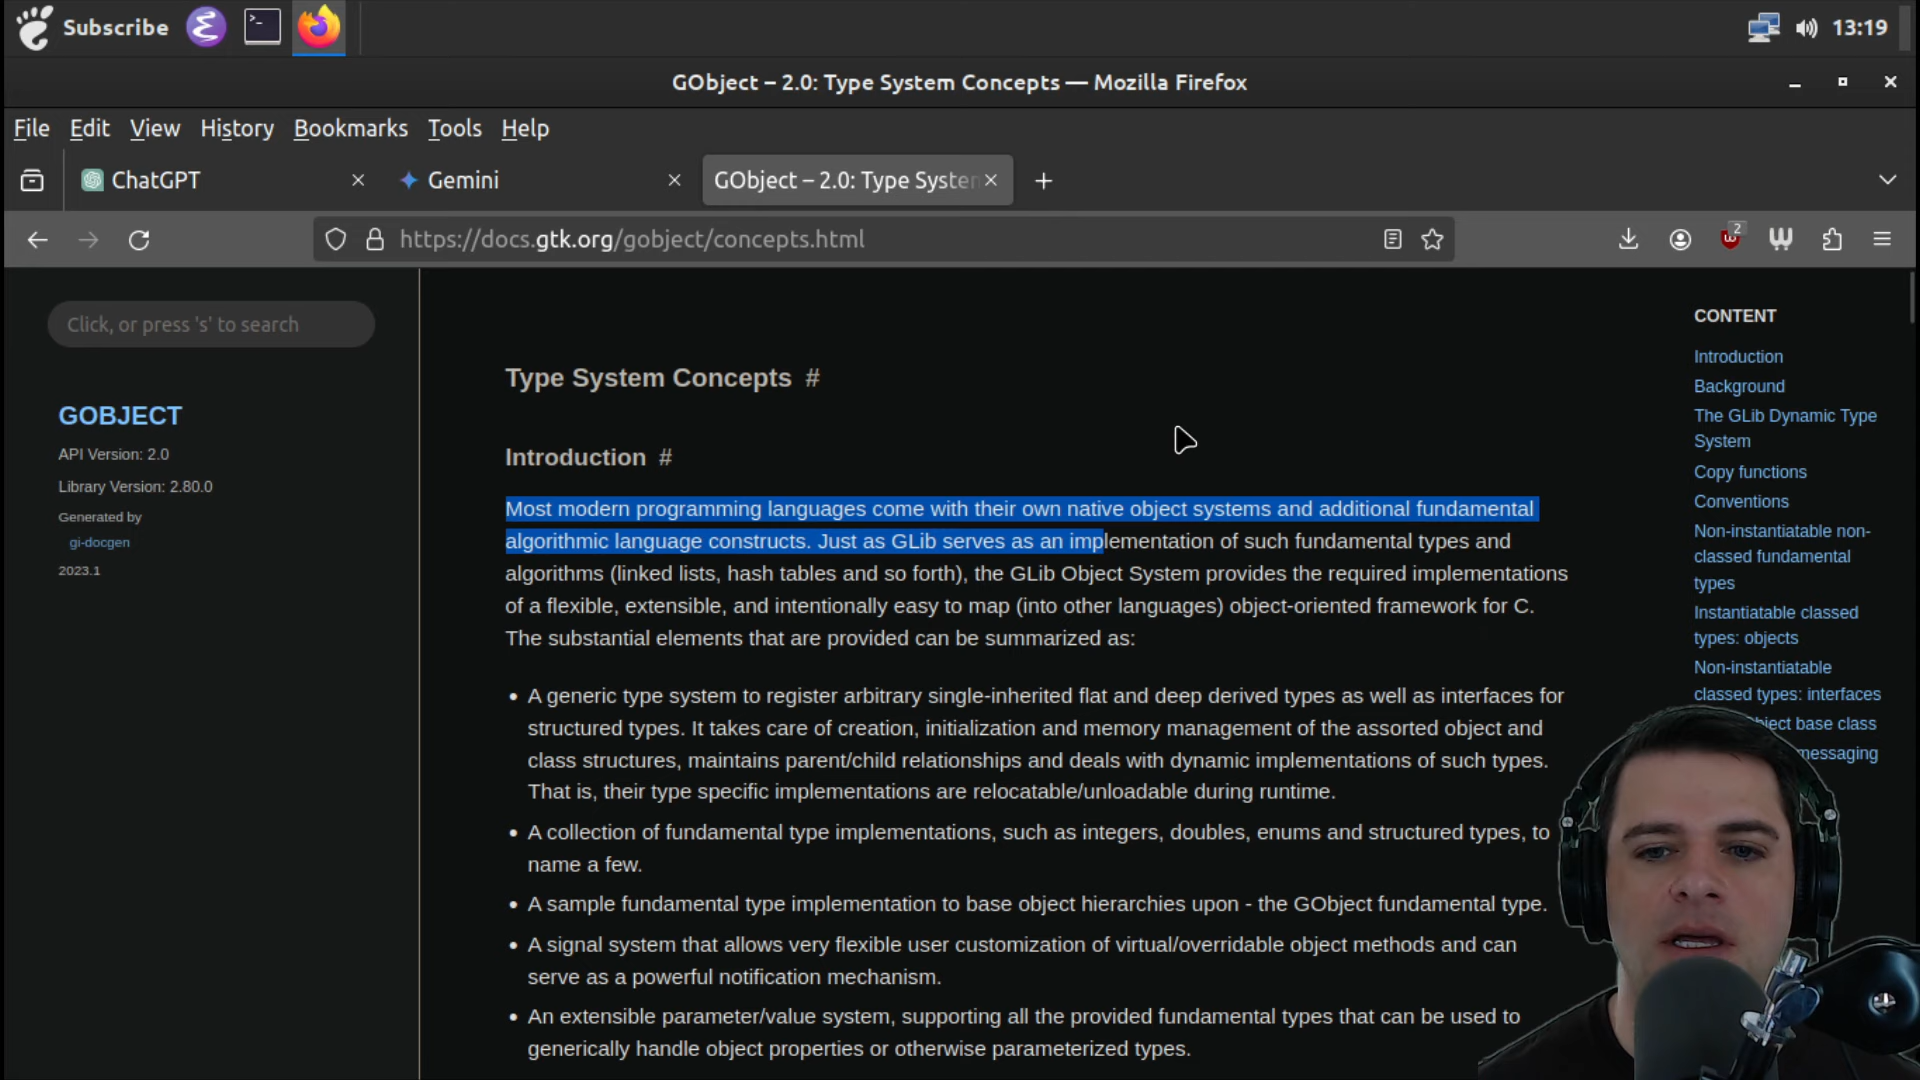 Subscribe
13:19
GObject – 2.0: Type System Concepts — Mozilla Firefox
File Edit View History Bookmarks Tools Help
ChatGPT
Gemini
GObject – 2.0: Type System
https://docs.gtk.org/gobject/concepts.html
2
Click, or press 's' to search
GOBJECT
API Version: 2.0
Library Version: 2.80.0
Generated by
gi-docgen
2023.1
Type System Concepts #
Introduction #
Most modern programming languages come with their own native object systems and additional fundamental
algorithmic language constructs. Just as GLib serves as an implementation of such fundamental types and
algorithms (linked lists, hash tables and so forth), the GLib Object System provides the required implementations
of a flexible, extensible, and intentionally easy to map (into other languages) object-oriented framework for C.
The substantial elements that are provided can be summarized as:
• A generic type system to register arbitrary single-inherited flat and deep derived types as well as interfaces for
structured types. It takes care of creation, initialization and memory management of the assorted object and
class structures, maintains parent/child relationships and deals with dynamic implementations of such types.
That is, their type specific implementations are relocatable/unloadable during runtime.
• A collection of fundamental type implementations, such as integers, doubles, enums and structured types, to
name a few.
• A sample fundamental type implementation to base object hierarchies upon - the GObject fundamental type.
• A signal system that allows very flexible user customization of virtual/overridable object methods and can
serve as a powerful notification mechanism.
• An extensible parameter/value system, supporting all the provided fundamental types that can be used to
generically handle object properties or otherwise parameterized types.
CONTENT
Introduction
Background
The GLib Dynamic Type
System
Copy functions
Conventions
Non-instantiable non-
classed fundamental
types
Instantiable classed
types: objects
Non-instantiatable
classed types: interfaces
base class
messaging